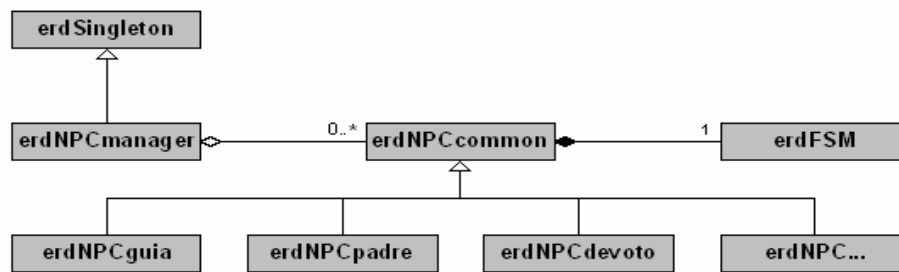 erdSingleton
erdNPCmanager
0..*
erdNPCcommon
1
erdFSM
erdNPCguia
erdNPCpadre
erdNPCdevoto
erdNPC...